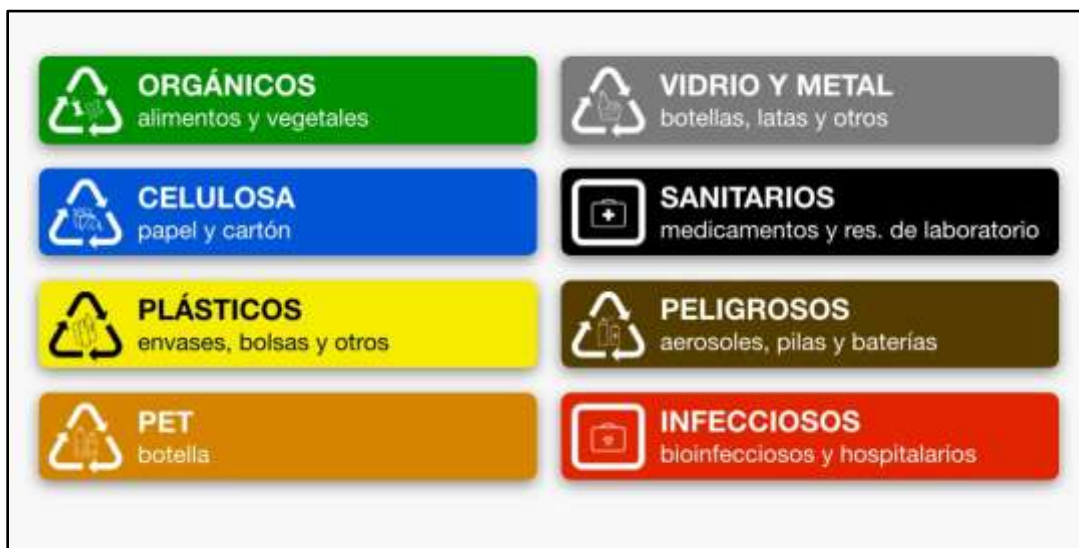 ORGÁNICOS
alimentos y vegetales
CELULOSA
papel y cartón
PLÁSTICOS
envases, bolsas y otros
PET
botella
VIDRIO Y METAL
botellas, latas y otros
SANITARIOS
medicamentos y res. de laboratorio
PELIGROSOS
aerosoles, pilas y baterías
INFECCIOSOS
bioinfecciosos y hospitalarios